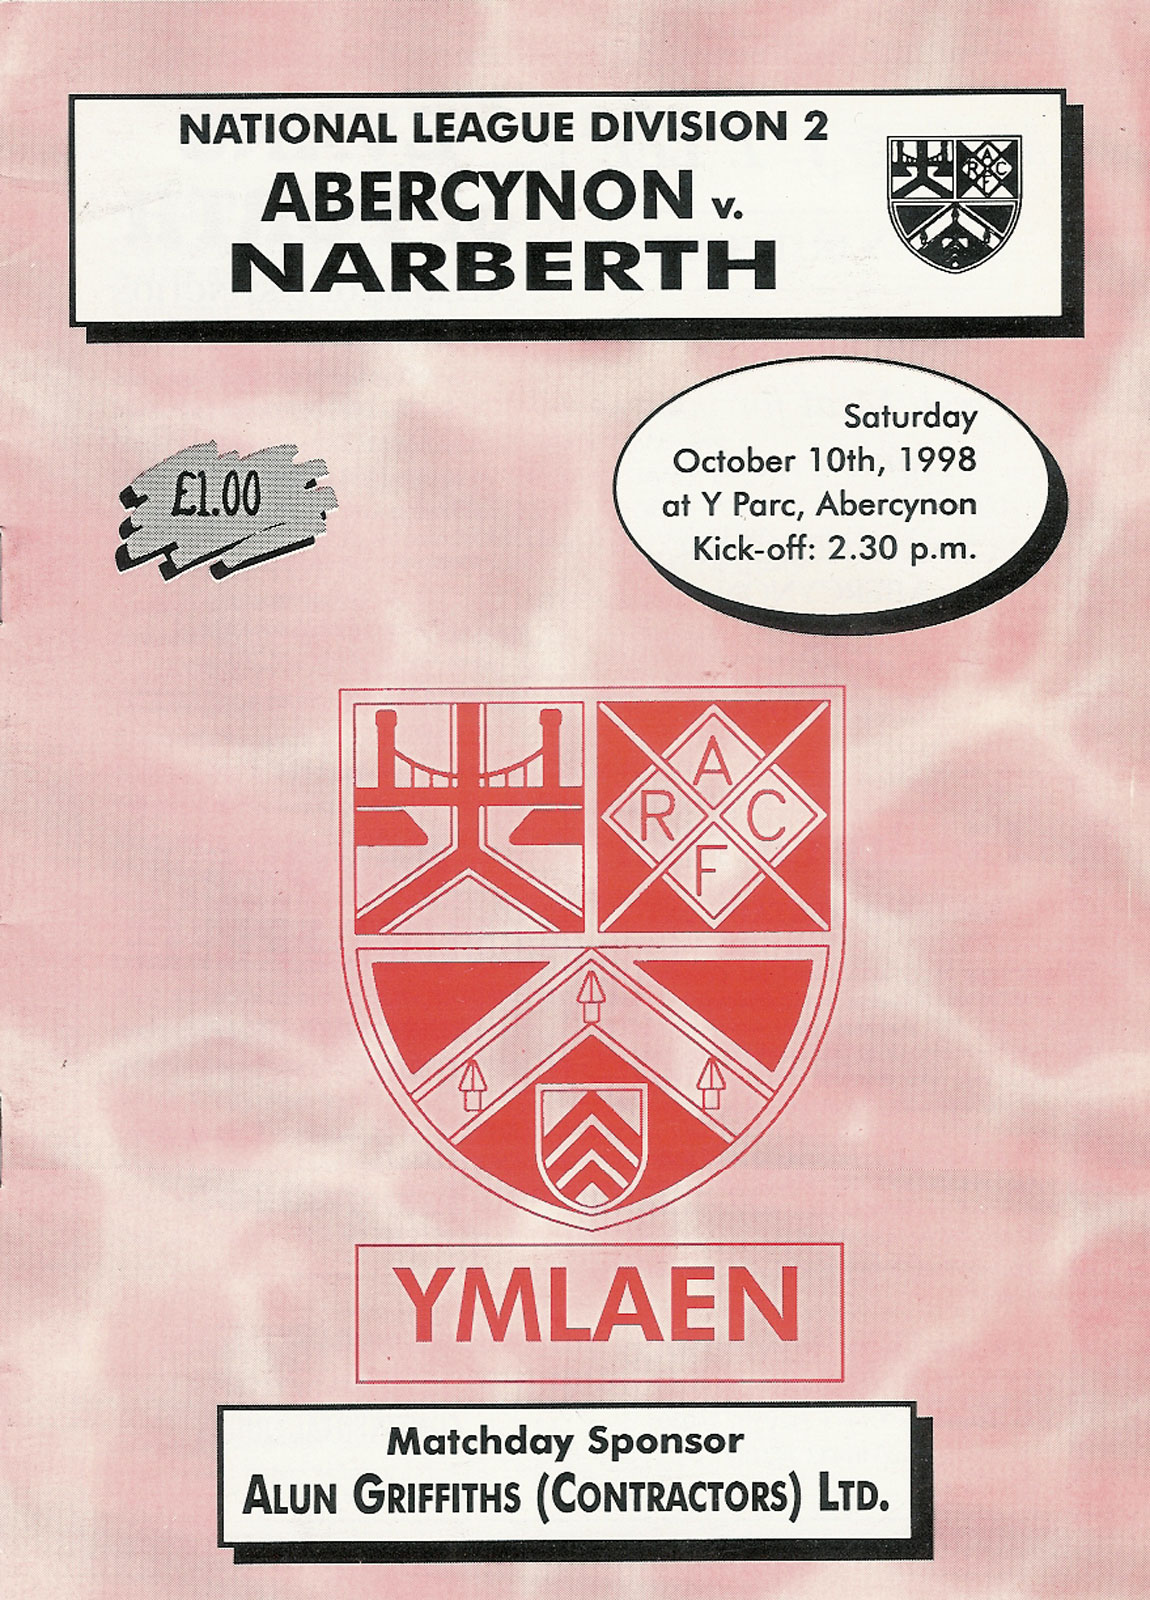 NATIONAL LEAGUE DIVISION 2
ABERCYNON v.
NARBERTH
A
R C
F
Saturday
October 10th, 1998
at Y Parc, Abercynon
Kick-off: 2.30 p.m.
£1.00
A
R C
F
YMLAEN
Matchday Sponsor
ALUN GRIFFITHS (CONTRACTORS) LTD.